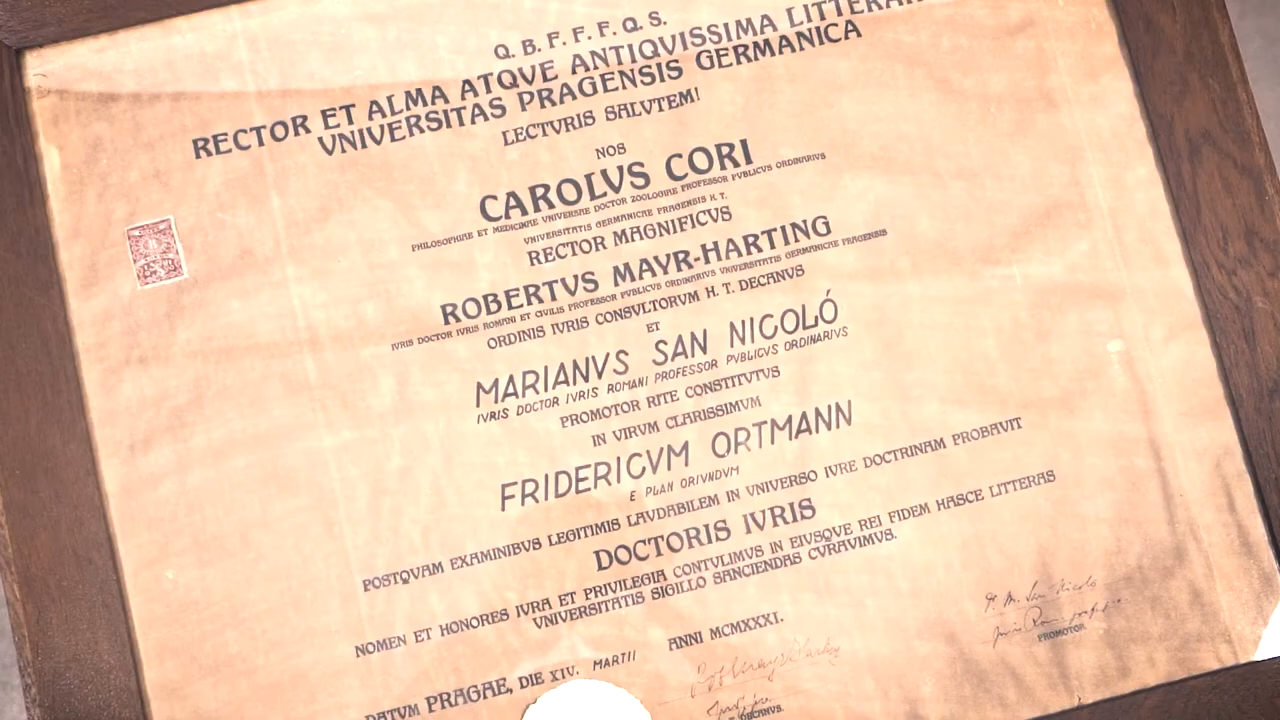 Q. B. F. F. F. Q. S.
RECTOR ET ALMA ATQVE ANTIQVISSIMA
VNIVERSITAS PRAGENSIS GERMANICA
LECTVRIS SALVTEM!
NOS
CAROLVS CORI
PHILOSOPHIAE ET MEDICINAE VNIVERSAE DOCTOR ZOOLOGIAE PROFESSOR PVBLICVS ORDINARIVS
VNIVERSITATIS GERMANICAE PRAGENSIS H. T.
RECTOR MAGNIFICVS
ROBERTVS MAYR-HARTING
IVRIS DOCTOR IVRIS ROMANI ET CIVILIS PROFESSOR PVBLICVS ORDINARIVS VNIVERSITATIS GERMANICAE PRAGENSIS
ORDINIS IVRIS CONSVLTORVM H. T. DECANVS
ET
MARIANVS SAN NICOLÓ
IVRIS DOCTOR IVRIS ROMANI PROFESSOR PVBLICVS ORDINARIVS
PROMOTOR RITE CONSTITVTVS
IN VIRVM CLARISSIMVM
FRIDERICVM ORTMANN
E PLAN ORIVNDVM
POSTQVAM EXAMINIBVS LEGITIMIS LAVDABILEM IN VNIVERSO IVRE DOCTRINAM PROBAVIT
DOCTORIS IVRIS
NOMEN ET HONORES IVRA ET PRIVILEGIA CONTVLIMVS IN EIVSQVE REI FIDEM HASCE LITTERAS
VNIVERSITATIS SIGILLO SANCIENDAS CVRAVIMVS.
DATVM PRAGAE, DIE XIV. MARTII ANNI MCMXXXI.
PROMOTOR.
DECANVS.